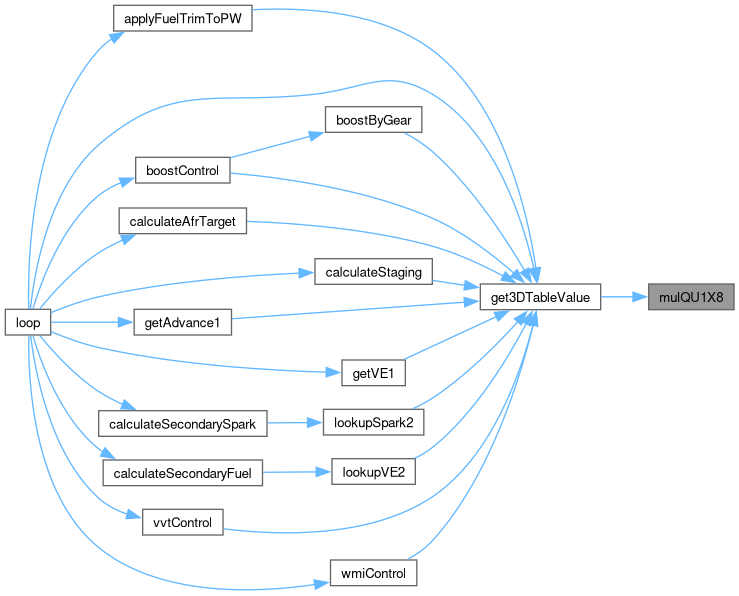 applyFuelTrimToPW
boostByGear
boostControl
calculateAfrTarget
calculateStaging
get3DTableValue
mulQU1X8
loop
getAdvance1
getVE1
calculateSecondarySpark
lookupSpark2
calculateSecondaryFuel
lookupVE2
vvtControl
wmiControl